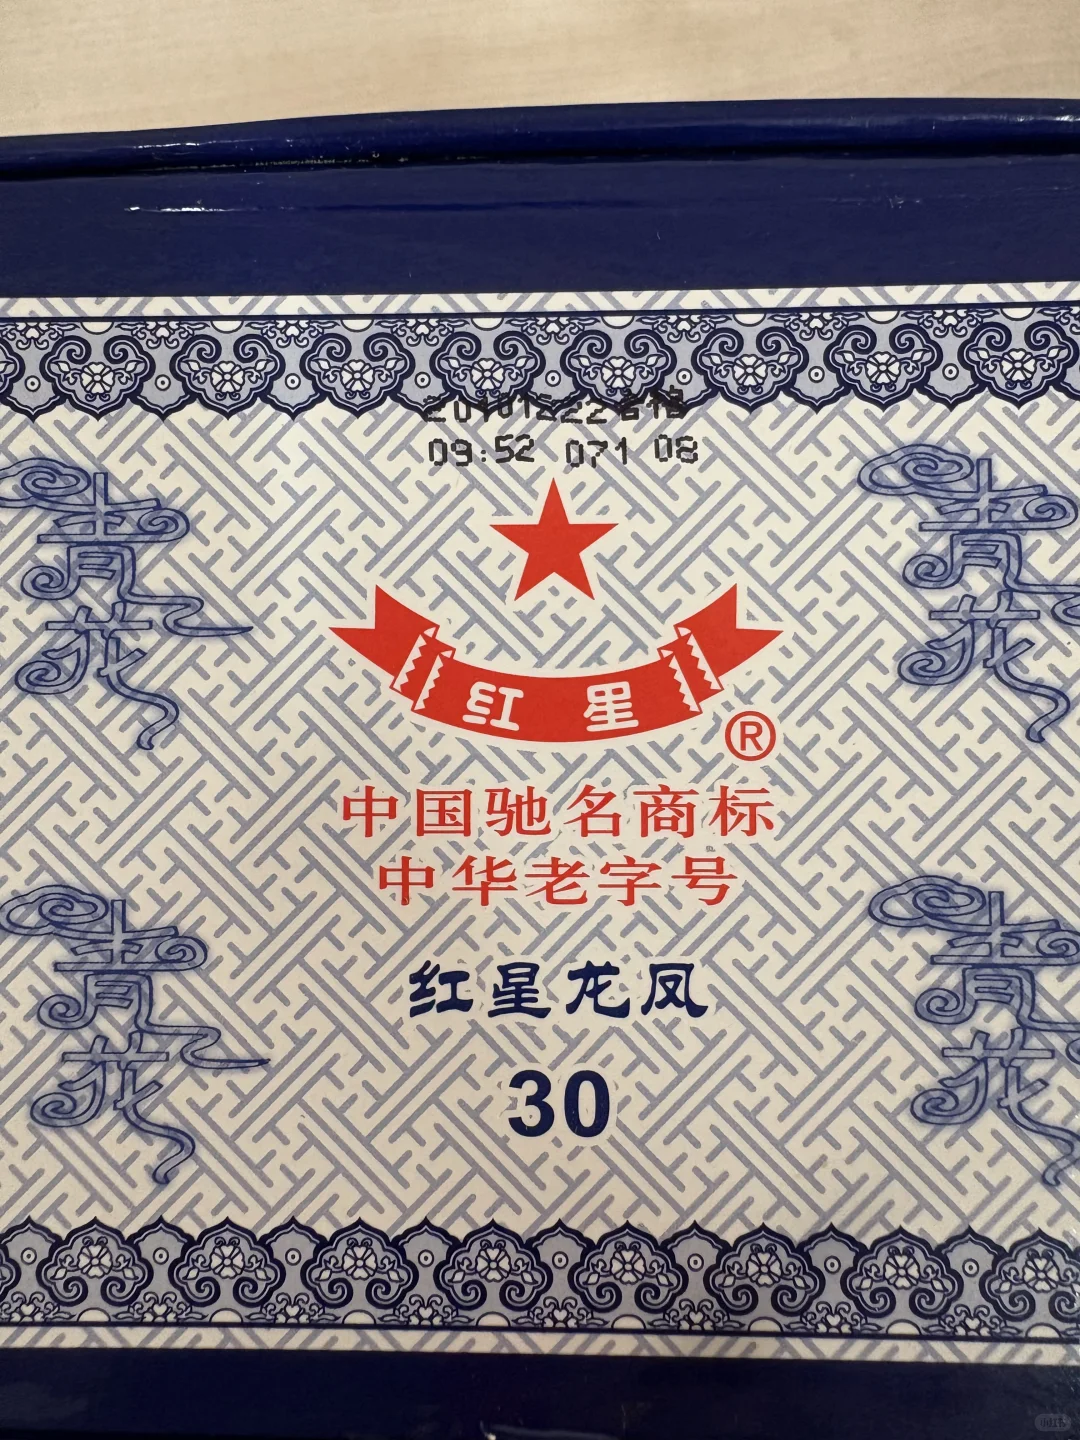 09:52 071 08
红星
®
中国驰名商标
中华老字号
红星龙凤
30
青花
青花
青花
青花